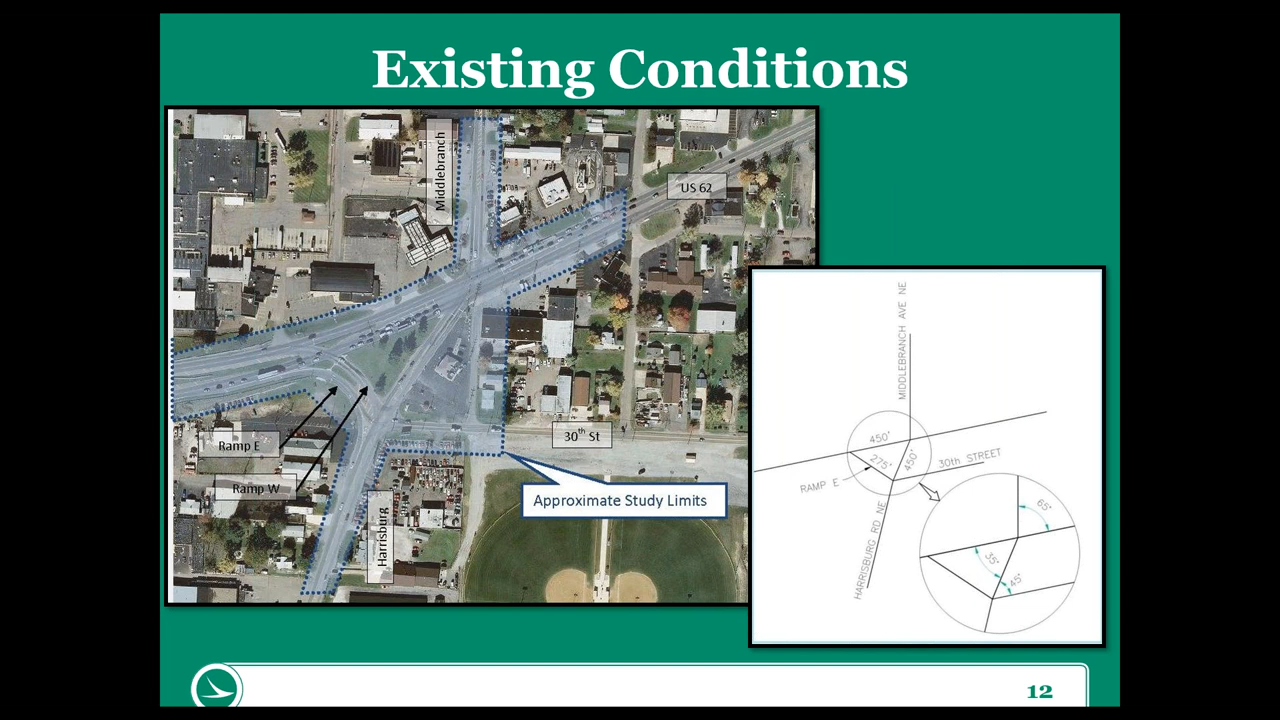 Existing Conditions
Middlebranch
US 62
Ramp E
30th St
Ramp W
Approximate Study Limits
Harrisburg
MIDDLEBRANCH AVE NE
450'
275'
450'
30th STREET
RAMP E
HARRISBURG RD NE
65°
35°
45°
12